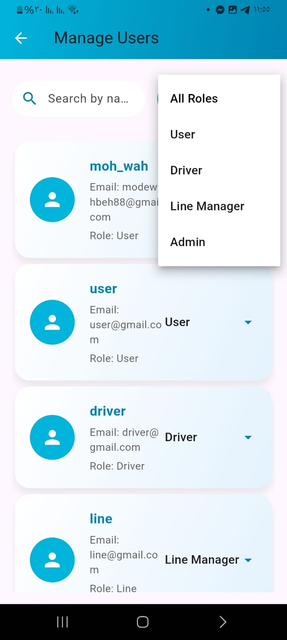 %٣٠
١١:٥٥
Manage Users
Search by na...
All Roles
User
Driver
Line Manager
Admin
moh_wah
Email: modew
hbeh88@gmai
com
Role: User
user
Email:
user@gmail.co
m
Role: User
User
driver
Email: driver@
gmail.com
Role: Driver
Driver
line
Email:
line@gmail.co
m
Role: Line
Line Manager